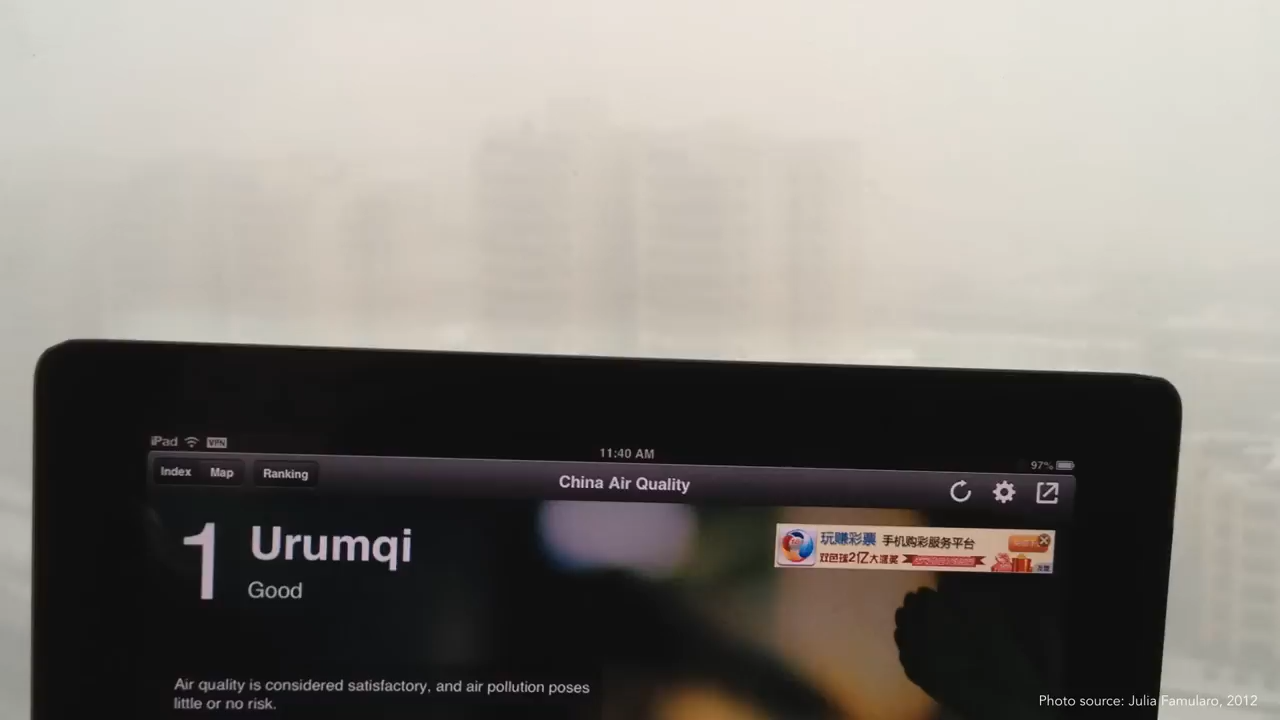 iPad VPN
11:40 AM
97%
Index Map Ranking
China Air Quality
1
Urumqi
Good
玩赚彩票 手机购彩服务平台
双色球2亿大派奖
Air quality is considered satisfactory, and air pollution poses
little or no risk.
Photo source: Julia Famularo, 2012